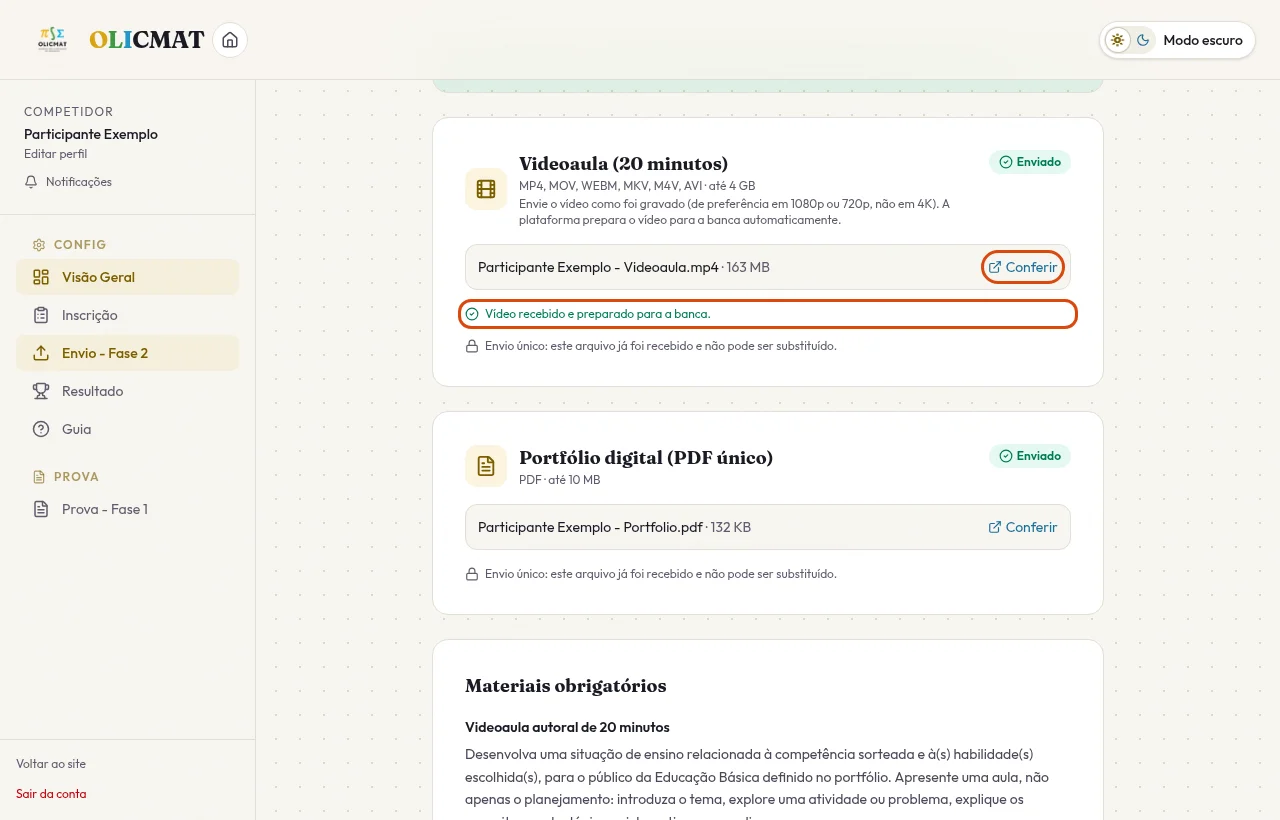 πSΣ
OLICMAT
OLICMAT
Modo escuro
COMPETIDOR
Participante Exemplo
Editar perfil
Notificações
CONFIG
Visão Geral
Inscrição
Envio - Fase 2
Resultado
Guia
PROVA
Prova - Fase 1
Voltar ao site
Sair da conta
Videoaula (20 minutos)
Enviado
MP4, MOV, WEBM, MKV, M4V, AVI · até 4 GB
Envie o vídeo como foi gravado (de preferência em 1080p ou 720p, não em 4K). A
plataforma prepara o vídeo para a banca automaticamente.
Participante Exemplo - Videoaula.mp4 · 163 MB
Conferir
Vídeo recebido e preparado para a banca.
Envio único: este arquivo já foi recebido e não pode ser substituído.
Portfólio digital (PDF único)
Enviado
PDF · até 10 MB
Participante Exemplo - Portfolio.pdf · 132 KB
Conferir
Envio único: este arquivo já foi recebido e não pode ser substituído.
Materiais obrigatórios
Videoaula autoral de 20 minutos
Desenvolva uma situação de ensino relacionada à competência sorteada e à(s) habilidade(s)
escolhida(s), para o público da Educação Básica definido no portfólio. Apresente uma aula, não
apenas o planejamento: introduza o tema, explore uma atividade ou problema, explique os